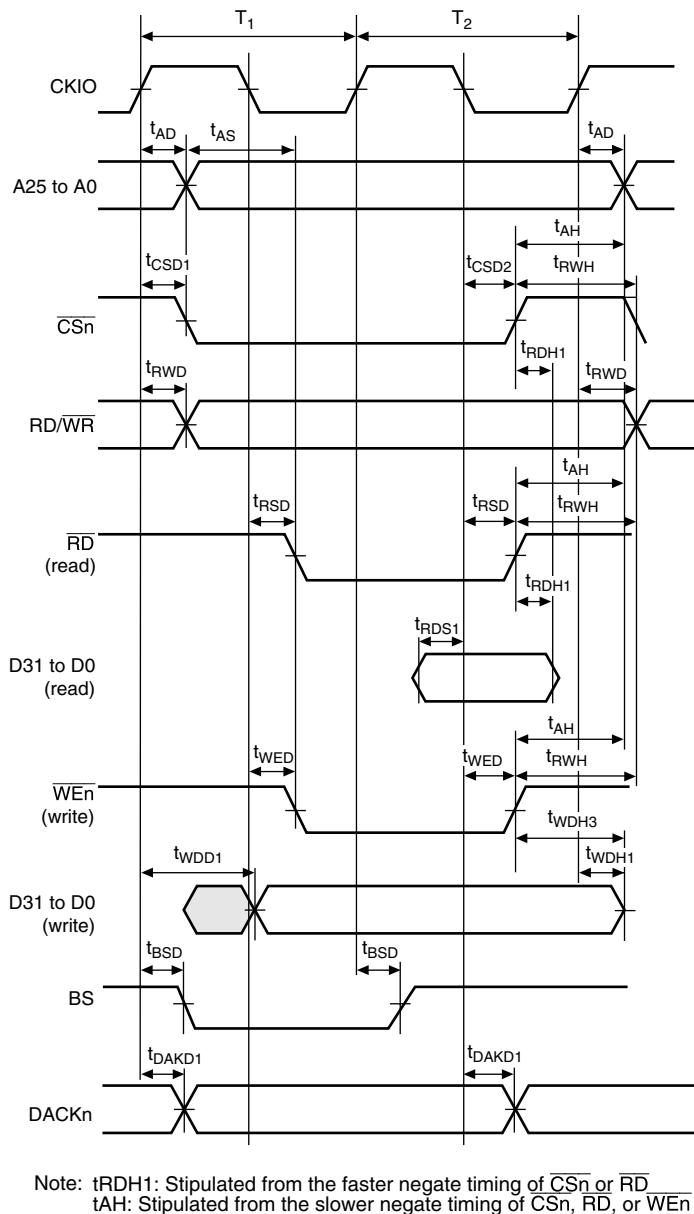 T1 T2
CKIO
tAD tAS tAD
A25 to A0
tAH
tCSD1 tCSD2 tRWH
CSn
tRDH1
tRWD tRWD
RD/WR
tAH
tRSD tRSD tRWH
RD
(read)
tRDH1
tRDS1
D31 to D0
(read)
tAH
tWED tWED tRWH
WEn
(write)
tWDH3
tWDD1 tWDH1
D31 to D0
(write)
tBSD tBSD
BS
tDAKD1 tDAKD1
DACKn
Note: tRDH1: Stipulated from the faster negate timing of CSn or RD
tAH: Stipulated from the slower negate timing of CSn, RD, or WEn